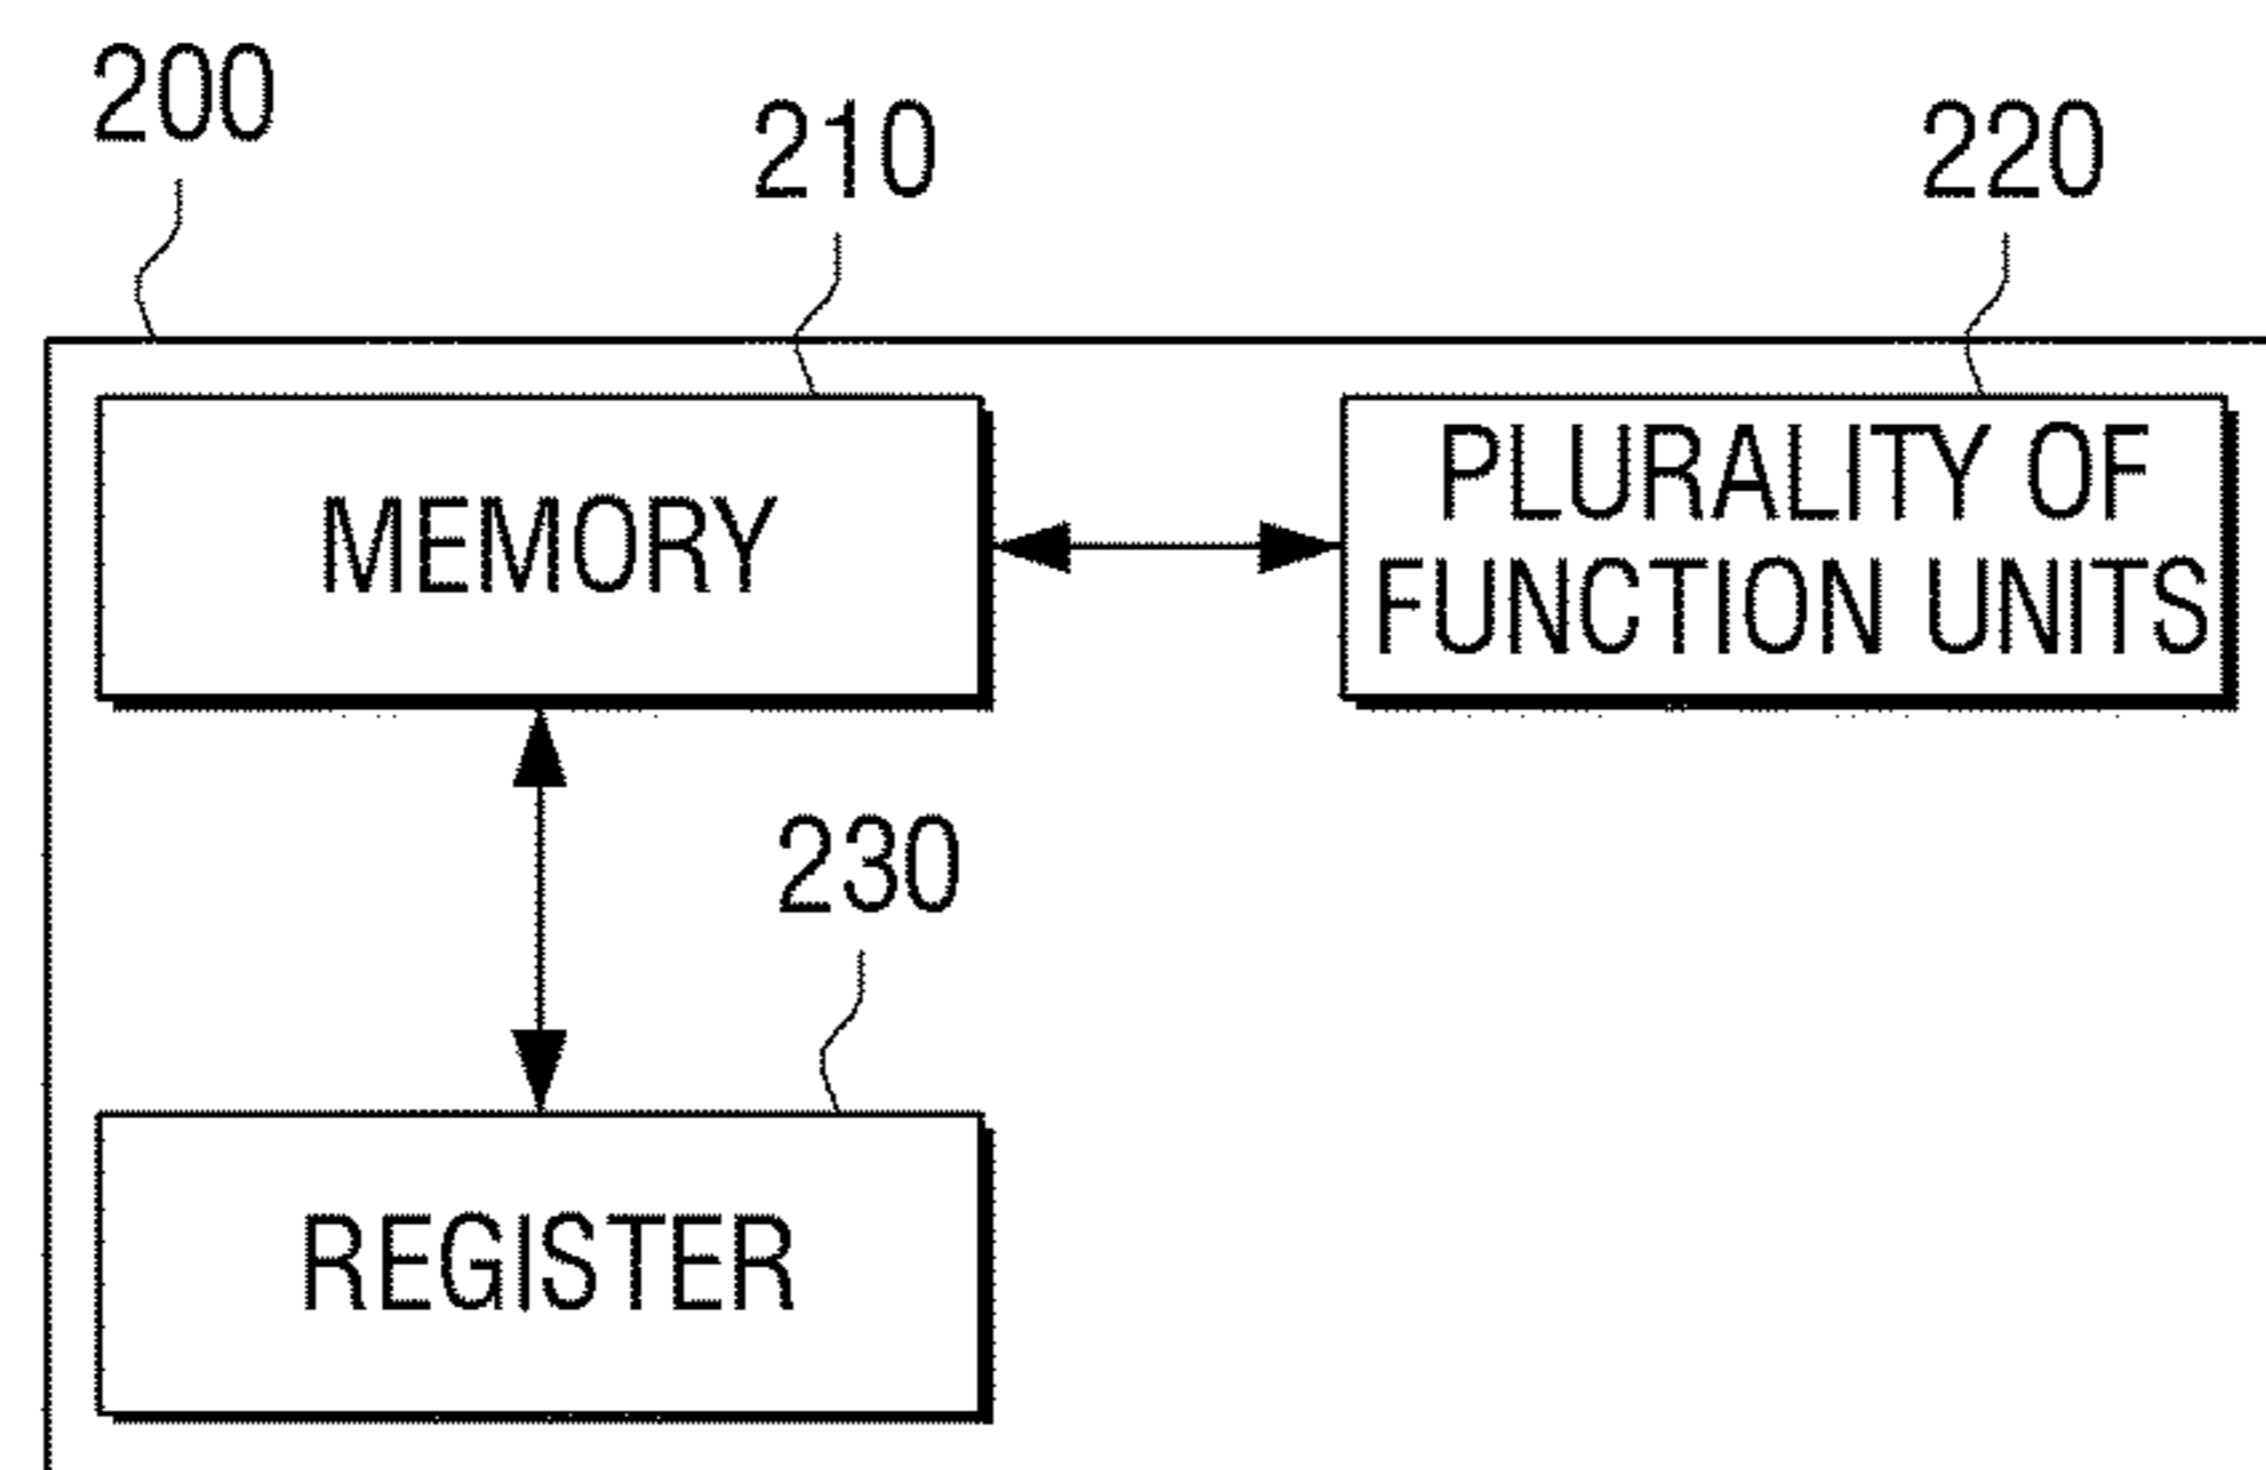 200
210
220
MEMORY
PLURALITY OF
FUNCTION UNITS
230
REGISTER